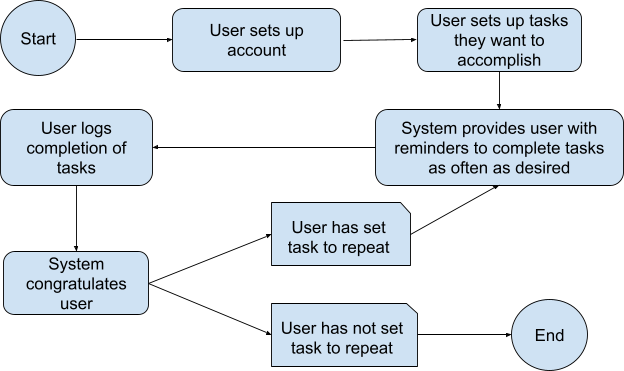 Start
User sets up
account
User sets up tasks
they want to
accomplish
User logs
completion of
tasks
System provides user with
reminders to complete tasks
as often as desired
User has set
task to repeat
System
congratulates
user
User has not set
task to repeat
End